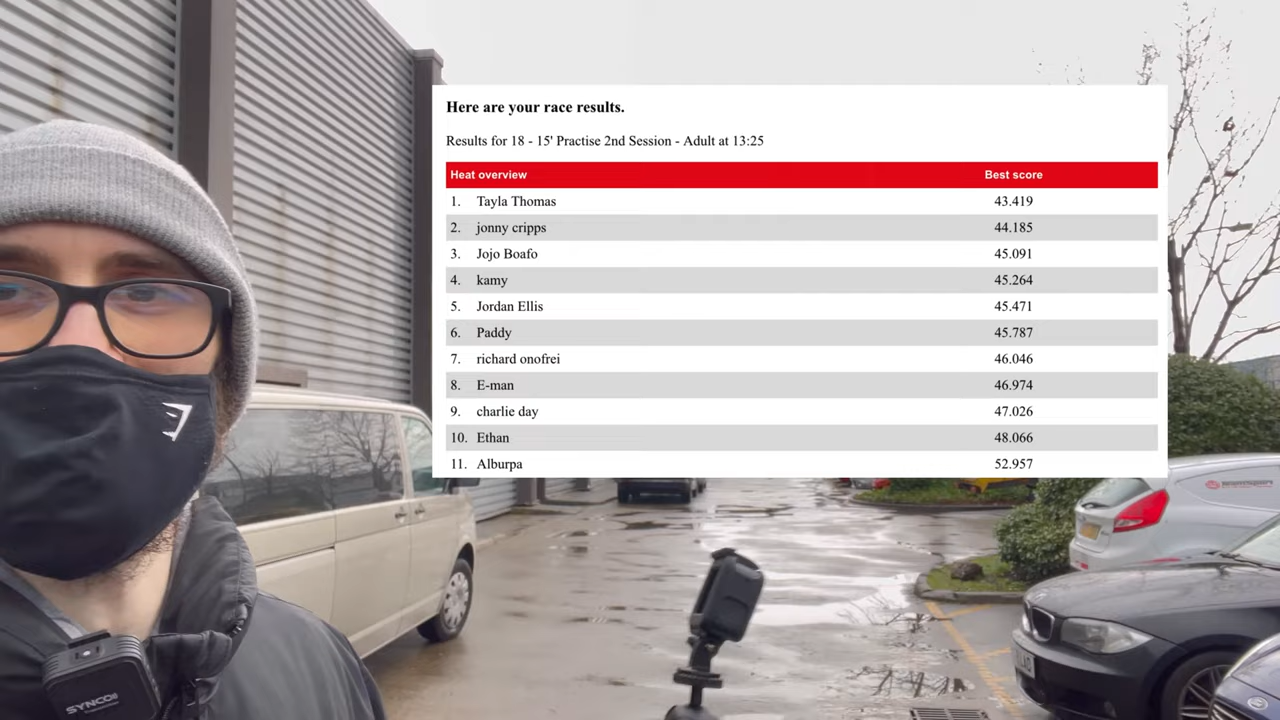 Here are your race results.
Results for 18 - 15' Practise 2nd Session - Adult at 13:25
Heat overview Best score
1. Tayla Thomas 43.419
2. jonny cripps 44.185
3. Jojo Boafo 45.091
4. kamy 45.264
5. Jordan Ellis 45.471
6. Paddy 45.787
7. richard onofrei 46.046
8. E-man 46.974
9. charlie day 47.026
10. Ethan 48.066
11. Alburpa 52.957
SYNCO